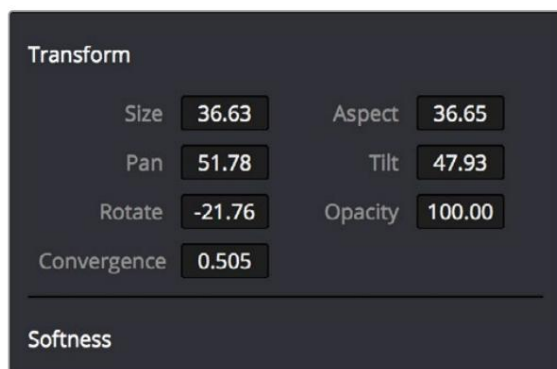 Transform
Size 36.63 Aspect 36.65
Pan 51.78 Tilt 47.93
Rotate -21.76 Opacity 100.00
Convergence 0.505
Softness